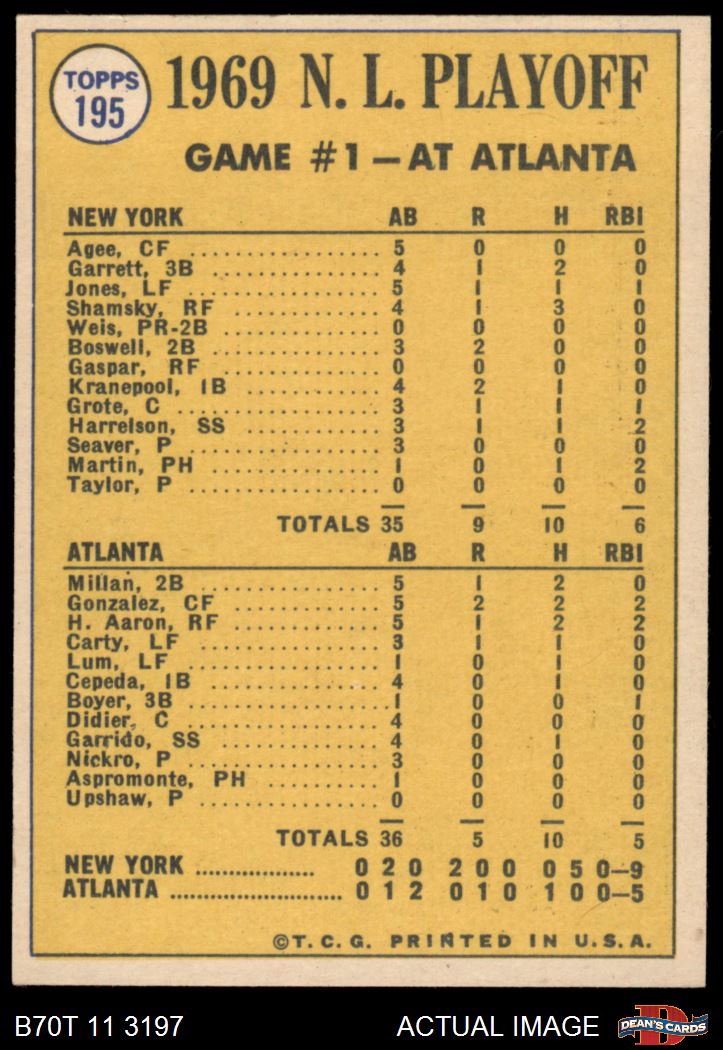 TOPPS
195
1969 N. L. PLAYOFF
GAME #1 – AT ATLANTA
NEW YORK AB R H RBI
Agee, CF .................. 5 0 0 0
Garrett, 3B ............... 4 1 2 0
Jones, LF .................. 5 1 1 1
Shamsky, RF ............... 4 1 3 0
Weis, PR-2B ............... 0 0 0 0
Boswell, 2B ............... 3 2 0 0
Gaspar, RF ................ 0 0 0 0
Kranepool, 1B ............. 4 2 1 0
Grote, C .................. 3 1 1 1
Harrelson, SS ............. 3 1 1 2
Seaver, P .................. 3 0 0 0
Martin, PH ................ 1 0 1 2
Taylor, P .................. 0 0 0 0
TOTALS 35 9 10 6
ATLANTA AB R H RBI
Millan, 2B ................. 5 1 2 0
Gonzalez, CF .............. 5 2 2 2
H. Aaron, RF .............. 5 1 2 2
Carty, LF .................. 3 1 1 0
Lum, LF .................. 1 0 1 0
Cepeda, 1B ................ 4 0 1 0
Boyer, 3B .................. 1 0 0 1
Didier, C .................. 4 0 0 0
Garrido, SS ............... 4 0 1 0
Nickro, P .................. 3 0 0 0
Aspromonte, PH ............ 1 0 0 0
Upshaw, P ................. 0 0 0 0
TOTALS 36 5 10 5
NEW YORK .................. 0 2 0 2 0 0 0 5 0–9
ATLANTA .......................... 0 1 2 0 1 0 1 0 0–5
©T. C. G. PRINTED IN U. S. A.
B70T 11 3197 ACTUAL IMAGE D DEAN'S CARDS